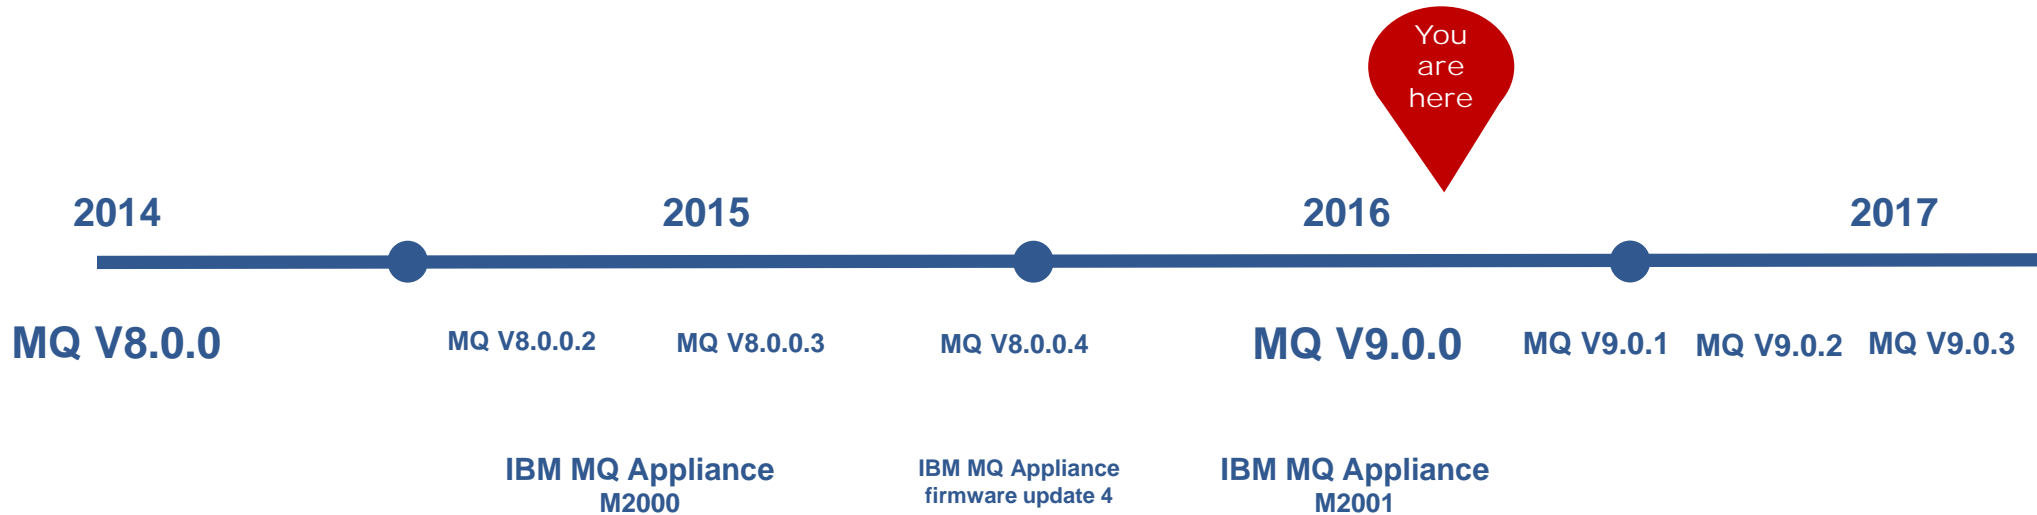 You
are
here
2014
2015
2016
2017
MQ V8.0.0
MQ V8.0.0.2
MQ V8.0.0.3
MQ V8.0.0.4
MQ V9.0.0
MQ V9.0.1
MQ V9.0.2
MQ V9.0.3
IBM MQ Appliance
M2000
IBM MQ Appliance
firmware update 4
IBM MQ Appliance
M2001